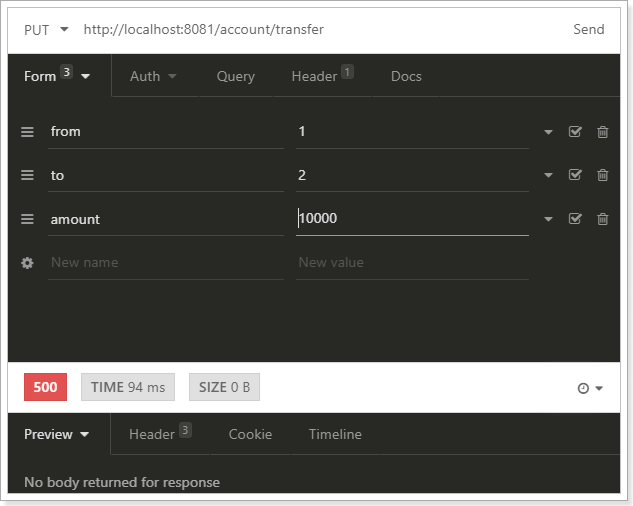 PUT http://localhost:8081/account/transfer Send
Form 3 Auth Query Header 1 Docs
from 1
to 2
amount 10000
New name New value
500 TIME 94 ms SIZE 0 B
Preview Header 3 Cookie Timeline
No body returned for response